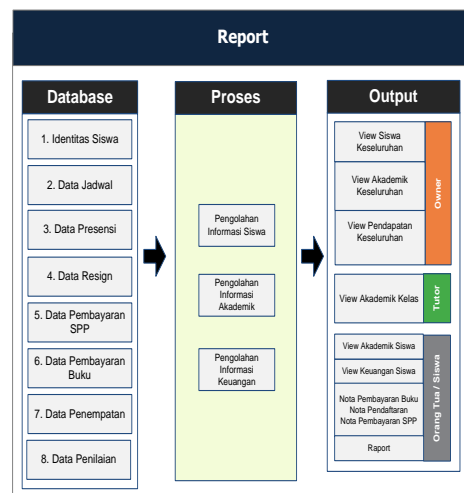 Report
Database
1. Identitas Siswa
2. Data Jadwal
3. Data Presensi
4. Data Resign
5. Data Pembayaran
SPP
6. Data Pembayaran
Buku
7. Data Penempatan
8. Data Penilaian
Proses
Pengolahan
Informasi Siswa
Pengolahan
Informasi
Akademik
Pengolahan
Informasi
Keuangan
Output
View Siswa
Keseluruhan
View Akademik
Keseluruhan
View Pendapatan
Keseluruhan
Owner
View Akademik Kelas
Tutor
View Akademik Siswa
View Keuangan Siswa
Nota Pembayaran Buku
Nota Pendaftaran
Nota Pembayaran SPP
Raport
Orang Tua / Siswa